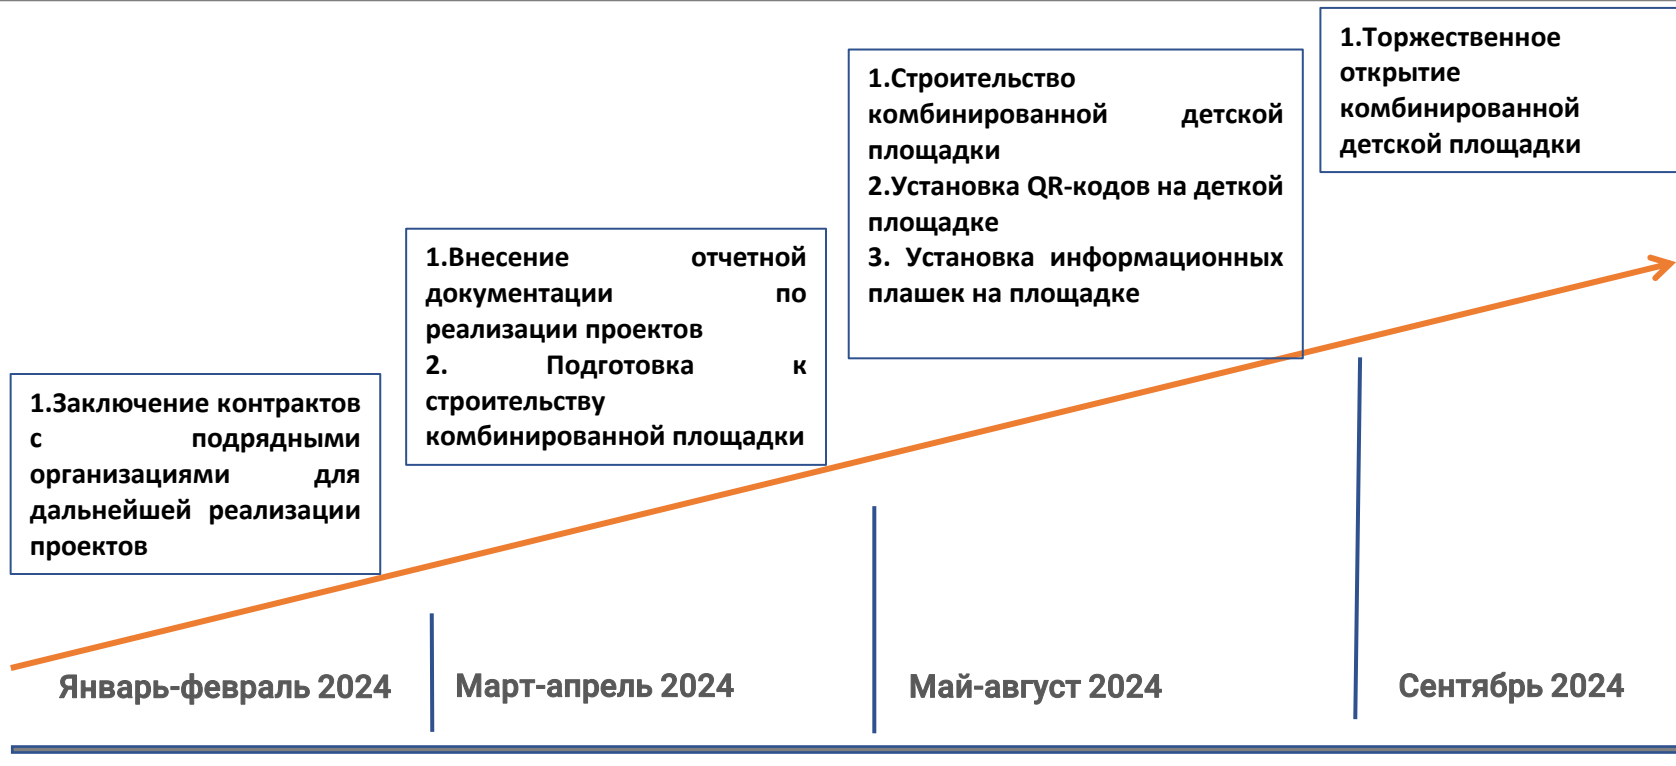 1.Заключение контрактов
с подрядными
организациями для
дальнейшей реализации
проектов
1.Внесение отчетной
документации по
реализации проектов
2. Подготовка к
строительству
комбинированной площадки
1.Строительство
комбинированной детской
площадки
2.Установка QR-кодов на деткой
площадке
3. Установка информационных
плашек на площадке
1.Торжественное
открытие
комбинированной
детской площадки
Январь-февраль 2024
Март-апрель 2024
Май-август 2024
Сентябрь 2024